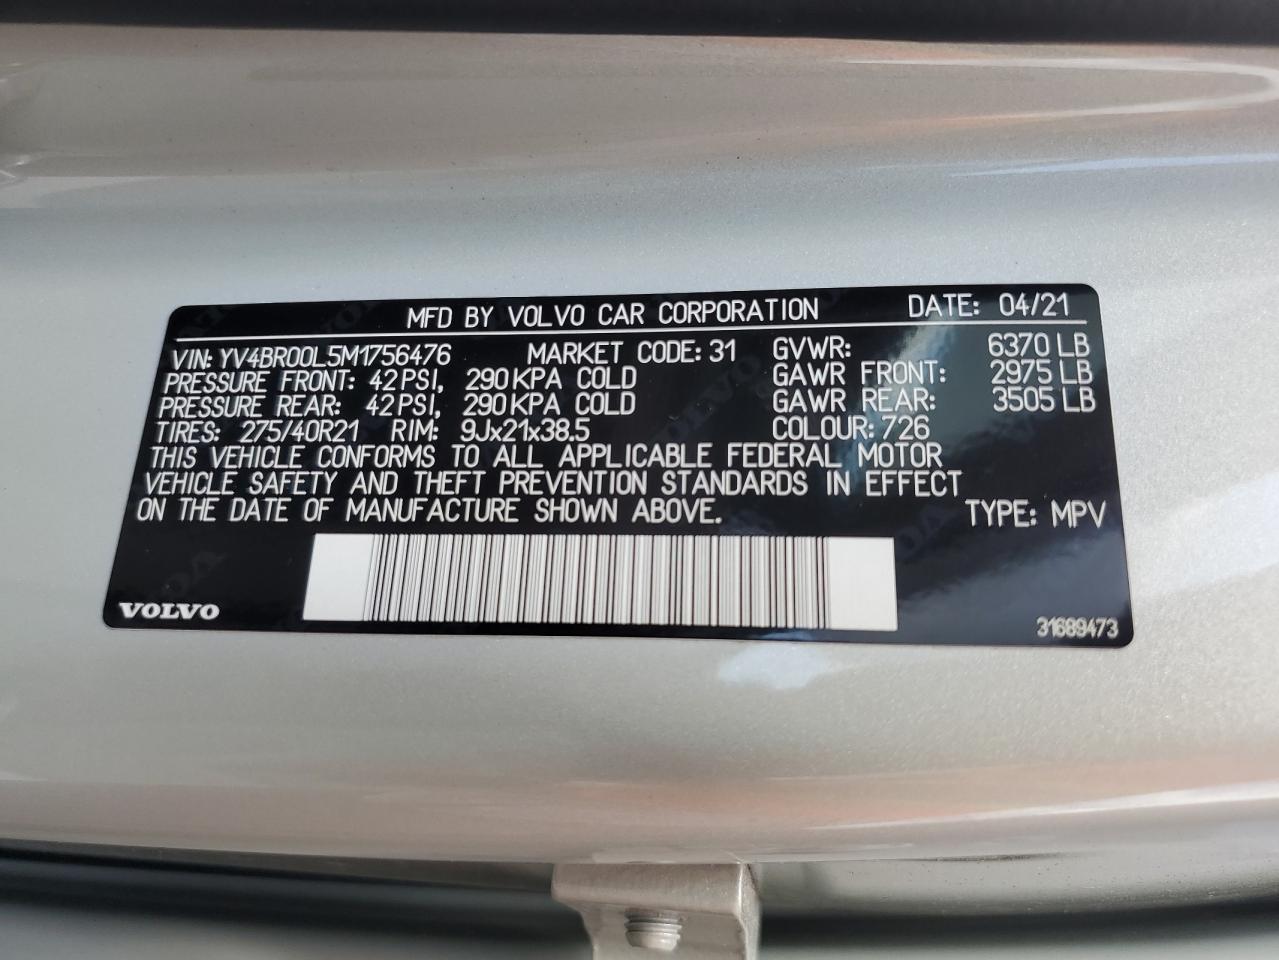 MFD BY VOLVO CAR CORPORATION DATE: 04/21
VIN: YV4BR00L5M1756476 MARKET CODE: 31 GVWR: 6370 LB
PRESSURE FRONT: 42 PSI, 290 KPA COLD GAWR FRONT: 2975 LB
PRESSURE REAR: 42 PSI, 290 KPA COLD GAWR REAR: 3505 LB
TIRES: 275/40R21 RIM: 9Jx21x38.5 COLOUR: 726
THIS VEHICLE CONFORMS TO ALL APPLICABLE FEDERAL MOTOR
VEHICLE SAFETY AND THEFT PREVENTION STANDARDS IN EFFECT
ON THE DATE OF MANUFACTURE SHOWN ABOVE. TYPE: MPV
VOLVO 31689473